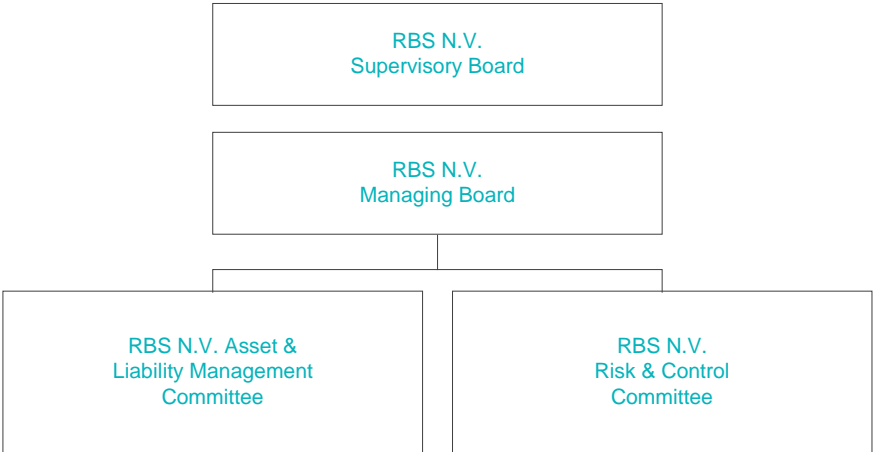 RBS N.V.
Supervisory Board
RBS N.V.
Managing Board
RBS N.V. Asset &
Liability Management
Committee
RBS N.V.
Risk & Control
Committee